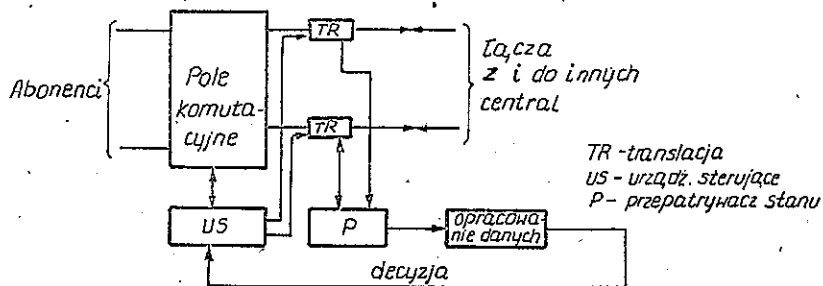 Abonenci
Pole
komuta-
cyjne
TR
TR
Łącza
z i do innych
central
TR - translacja
US - urządź. sterujące
P - przepatrywacz stanu
US
P
opracowa-
nie danych
decyzja